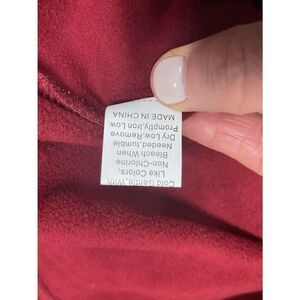 Cold Gentle, With
Like Colors,
Non-Chlorine
Bleach When
Needed,tumble
Dry Low,Remove
Promptly,Iron Low.
MADE IN CHINA